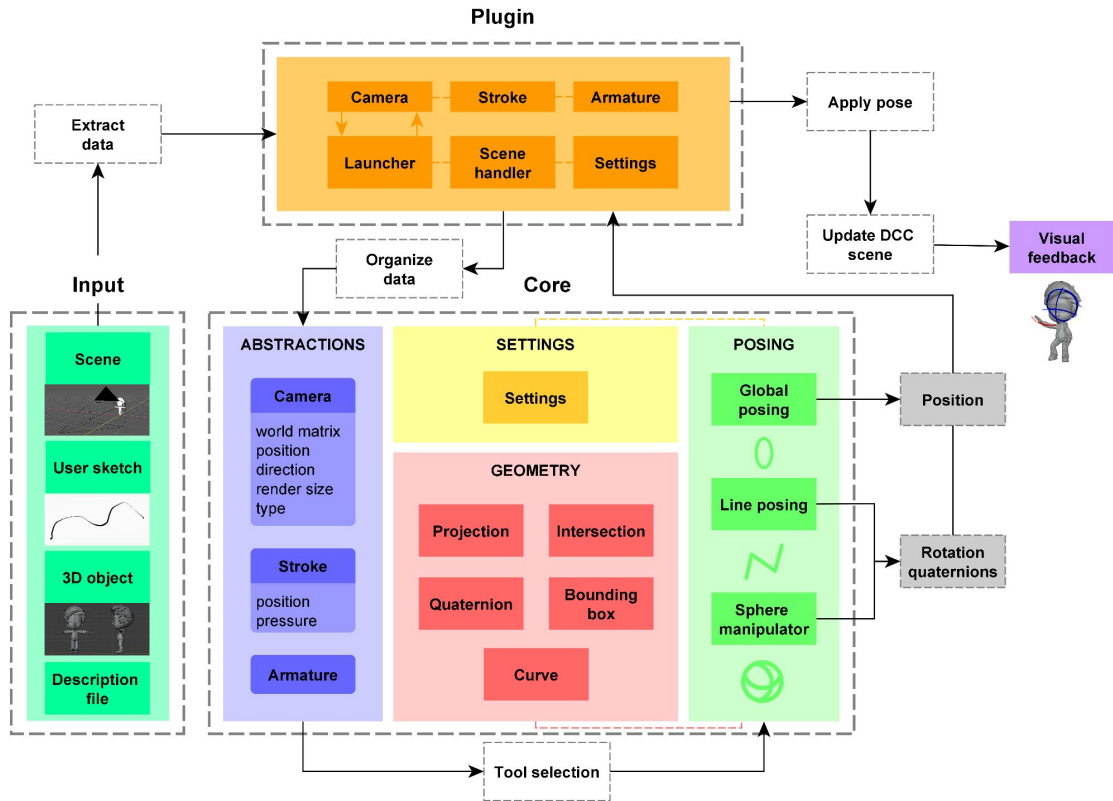 Plugin
Camera
Stroke
Armature
Launcher
Scene
handler
Settings
Extract
data
Apply pose
Update DCC
scene
Visual
feedback
Organize
data
Input
Scene
User sketch
3D object
Description
file
Core
ABSTRACTIONS
Camera
world matrix
position
direction
render size
type
Stroke
position
pressure
Armature
SETTINGS
Settings
GEOMETRY
Projection
Intersection
Quaternion
Bounding
box
Curve
POSING
Global
posing
Line posing
Sphere
manipulator
Position
Rotation
quaternions
Tool selection